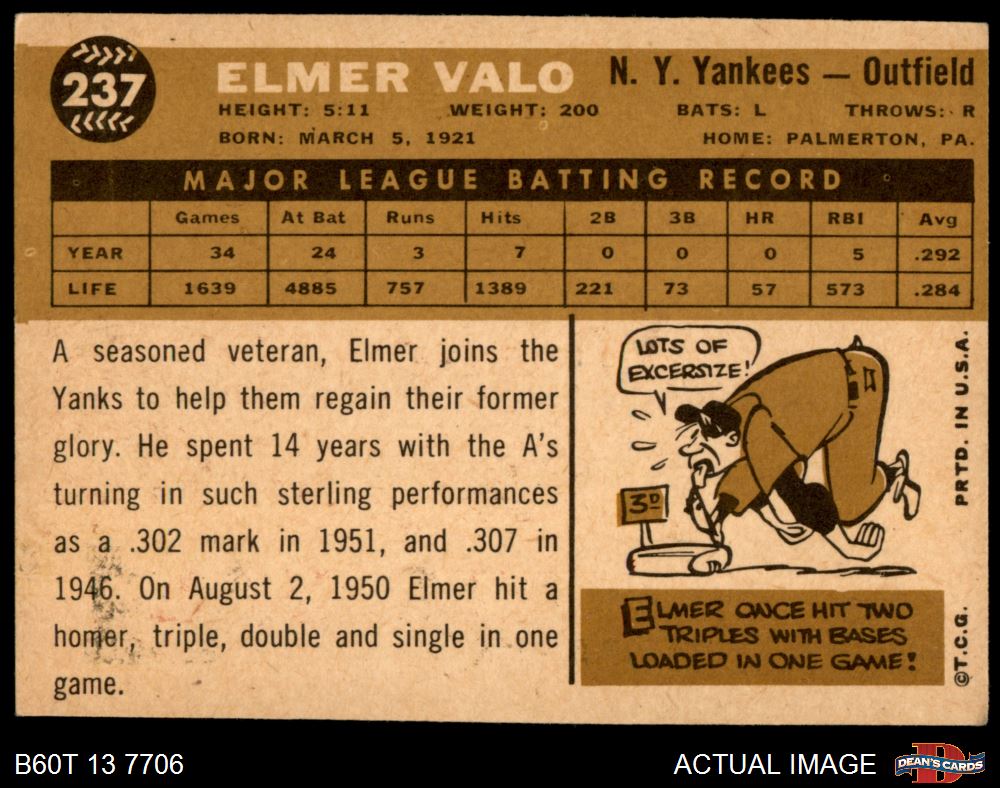 237
ELMER VALO N. Y. Yankees — Outfield
HEIGHT: 5:11 WEIGHT: 200 BATS: L THROWS: R
BORN: MARCH 5, 1921 HOME: PALMERTON, PA.
MAJOR LEAGUE BATTING RECORD
Games At Bat Runs Hits 2B 3B HR RBI Avg
YEAR 34 24 3 7 0 0 0 5 .292
LIFE 1639 4885 757 1389 221 73 57 573 .284
A seasoned veteran, Elmer joins the
Yanks to help them regain their former
glory. He spent 14 years with the A's
turning in such sterling performances
as a .302 mark in 1951, and .307 in
1946. On August 2, 1950 Elmer hit a
homer, triple, double and single in one
game.
LOTS OF
EXCERSIZE!
3D
ELMER ONCE HIT TWO
TRIPLES WITH BASES
LOADED IN ONE GAME!
PRTD. IN U.S.A.
©T.C.G.
B60T 13 7706
ACTUAL IMAGE
D
DEAN'S CARDS